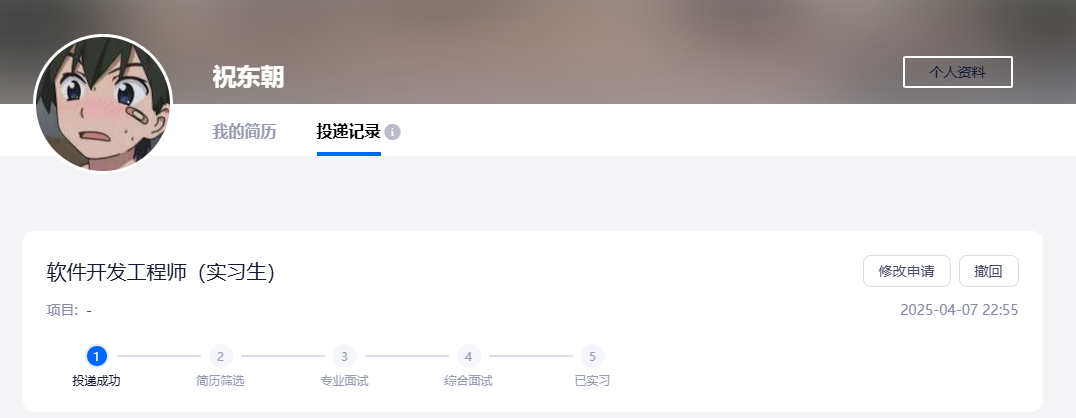 祝东朝
个人资料
我的简历 投递记录 i
软件开发工程师（实习生）
修改申请 撤回
项目： -
2025-04-07 22:55
1 2 3 4 5
投递成功 简历筛选 专业面试 综合面试 已实习